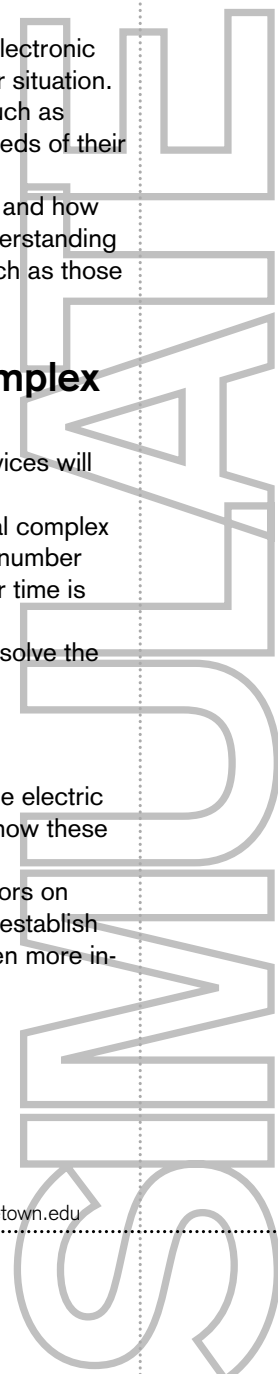 lectronic
r situation.
uch as
eds of their
and how
derstanding
ch as those
mplex
vices will
al complex
number
r time is
solve the
e electric
how these
ors on
establish
en more in-
town.edu
SIMULATE